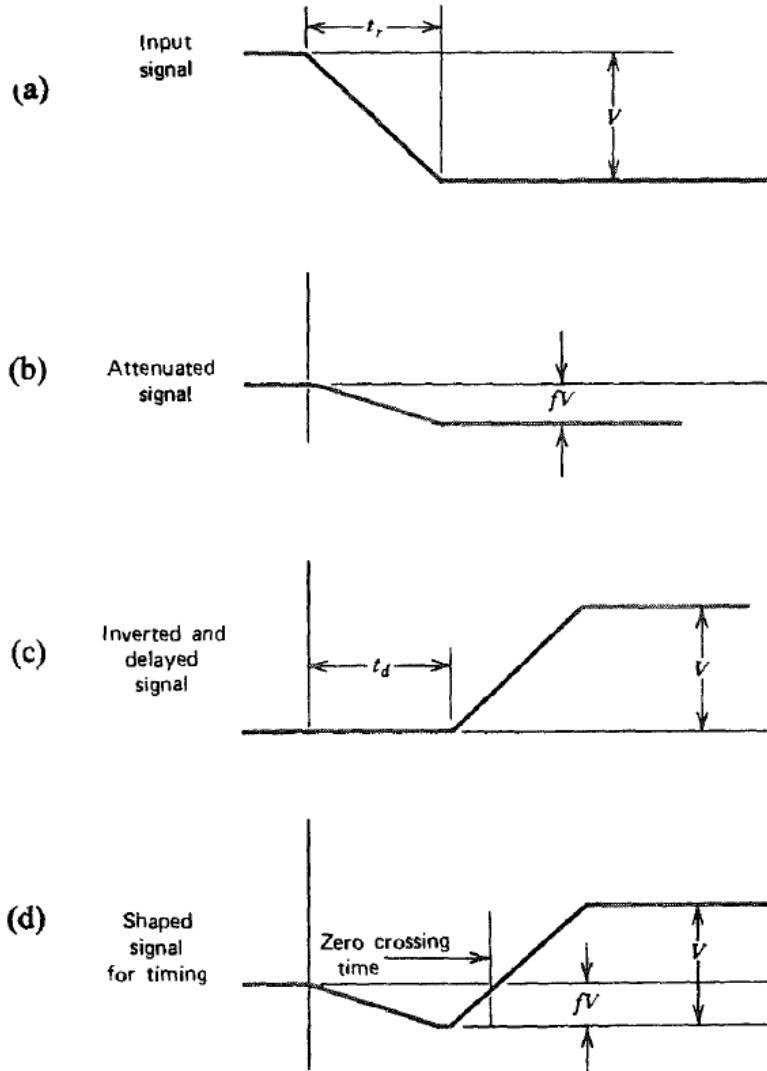 (a)
Input
signal
t_r
V
(b)
Attenuated
signal
fV
(c)
Inverted and
delayed
signal
t_d
V
(d)
Shaped
signal
for timing
Zero crossing
time
fV
V